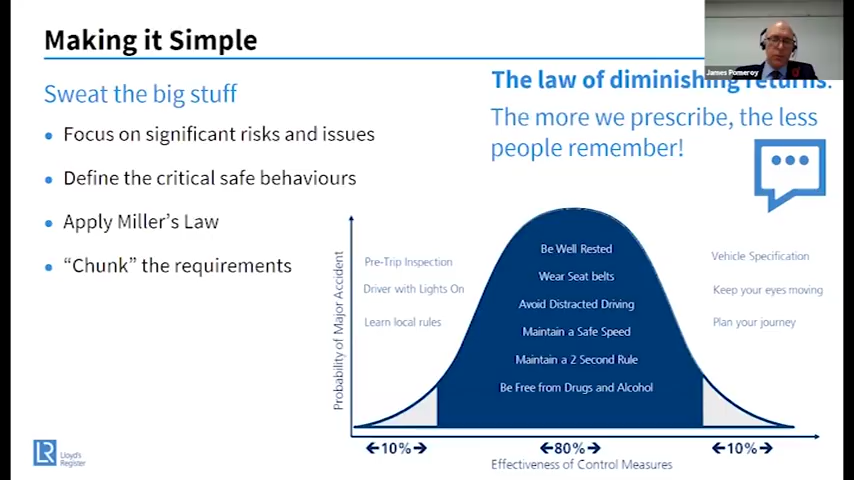 Making it Simple
James Pomeroy
Sweat the big stuff
• Focus on significant risks and issues
• Define the critical safe behaviours
• Apply Miller's Law
• “Chunk” the requirements
The law of diminishing returns.
The more we prescribe, the less
people remember!
Probability of Major Accident
Pre-Trip Inspection
Driver with Lights On
Learn local rules
Be Well Rested
Wear Seat belts
Avoid Distracted Driving
Maintain a Safe Speed
Maintain a 2 Second Rule
Be Free from Drugs and Alcohol
Vehicle Specification
Keep your eyes moving
Plan your journey
10%
80%
10%
Effectiveness of Control Measures
LR
Lloyd's
Register